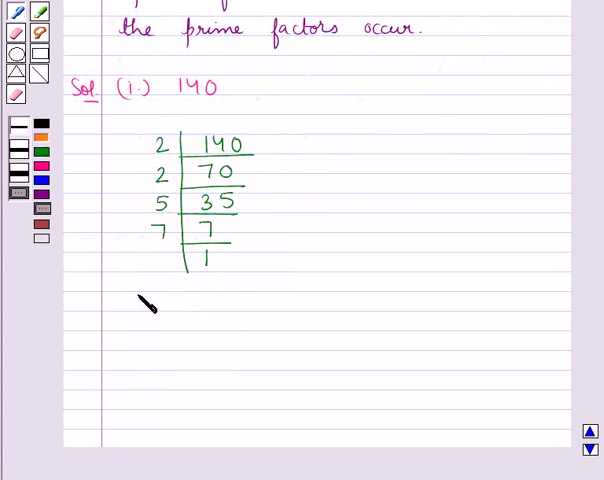 the prime factors occur.
Sol (i.) 140
2 | 140
2 | 70
5 | 35
7 | 7
| 1